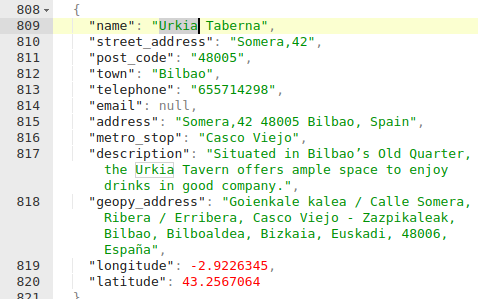 808 {
809 "name": "Urkia Taberna",
810 "street_address": "Somera,42",
811 "post_code": "48005",
812 "town": "Bilbao",
813 "telephone": "655714298",
814 "email": null,
815 "address": "Somera,42 48005 Bilbao, Spain",
816 "metro_stop": "Casco Viejo",
817 "description": "Situated in Bilbao’s Old Quarter,
the Urkia Tavern offers ample space to enjoy
drinks in good company.",
818 "geopy_address": "Goienkale kalea / Calle Somera,
Ribera / Erribera, Casco Viejo - Zazpikaleak,
Bilbao, Bilboaldea, Bizkaia, Euskadi, 48006,
España",
819 "longitude": -2.9226345,
820 "latitude": 43.2567064
821 }